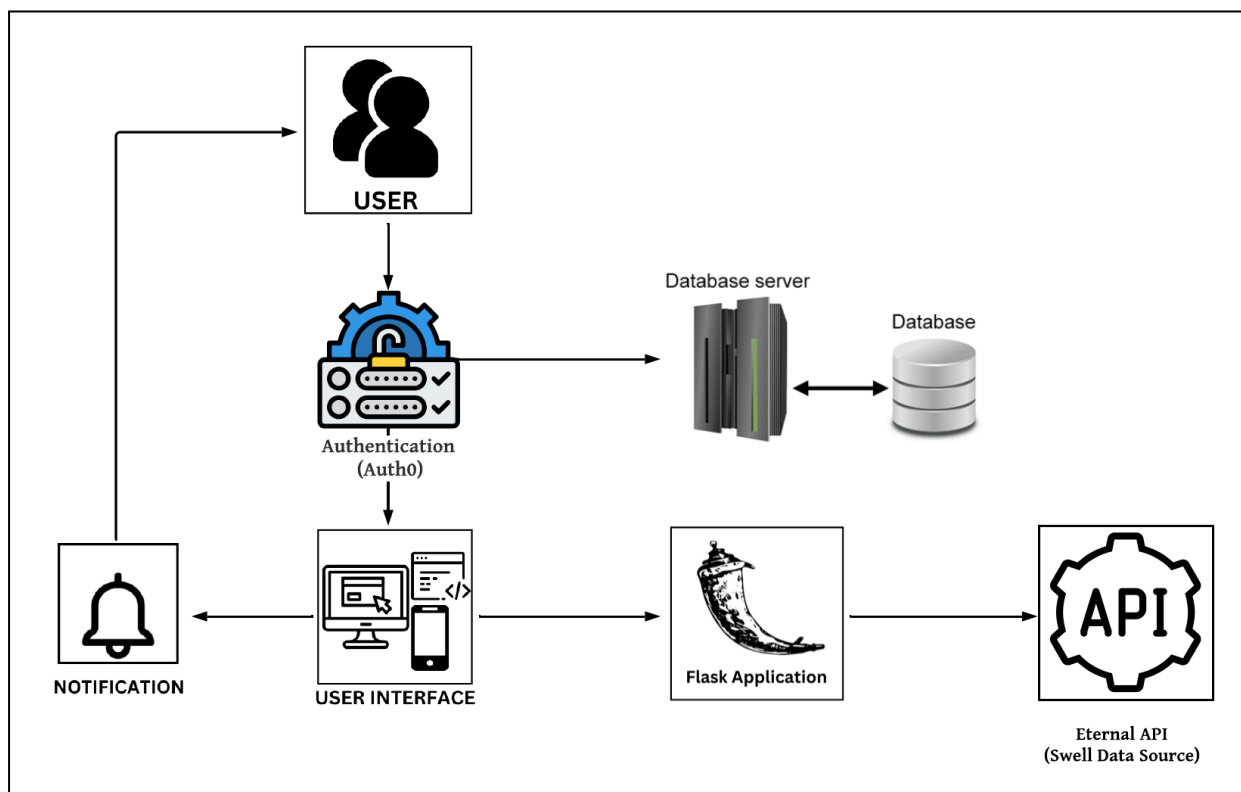 USER
Database server
Database
Authentication
(Auth0)
</>
API
NOTIFICATION
USER INTERFACE
Flask Application
Eternal API
(Swell Data Source)